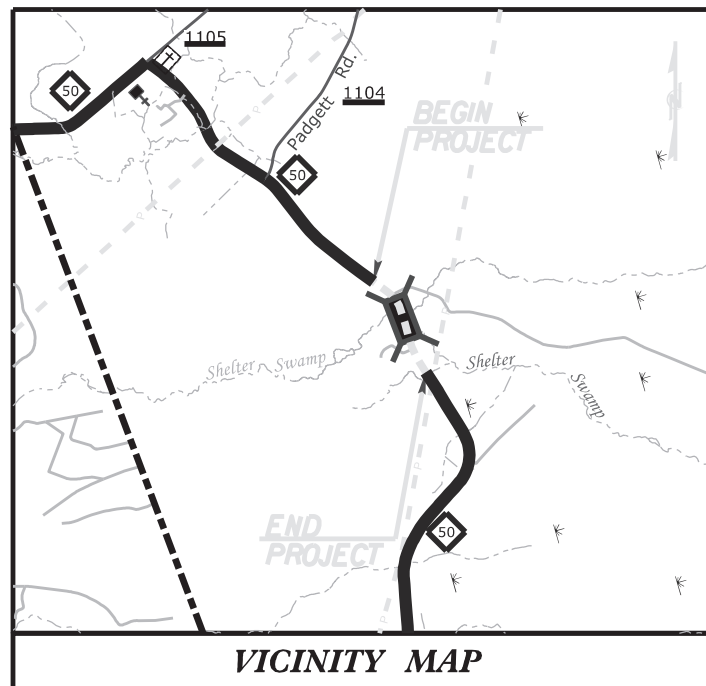 1105
50
Padgett Rd.
1104
BEGIN
PROJECT
50
P
P
Shelter Swamp
Shelter
Swamp
P
END
PROJECT
50
P
VICINITY MAP